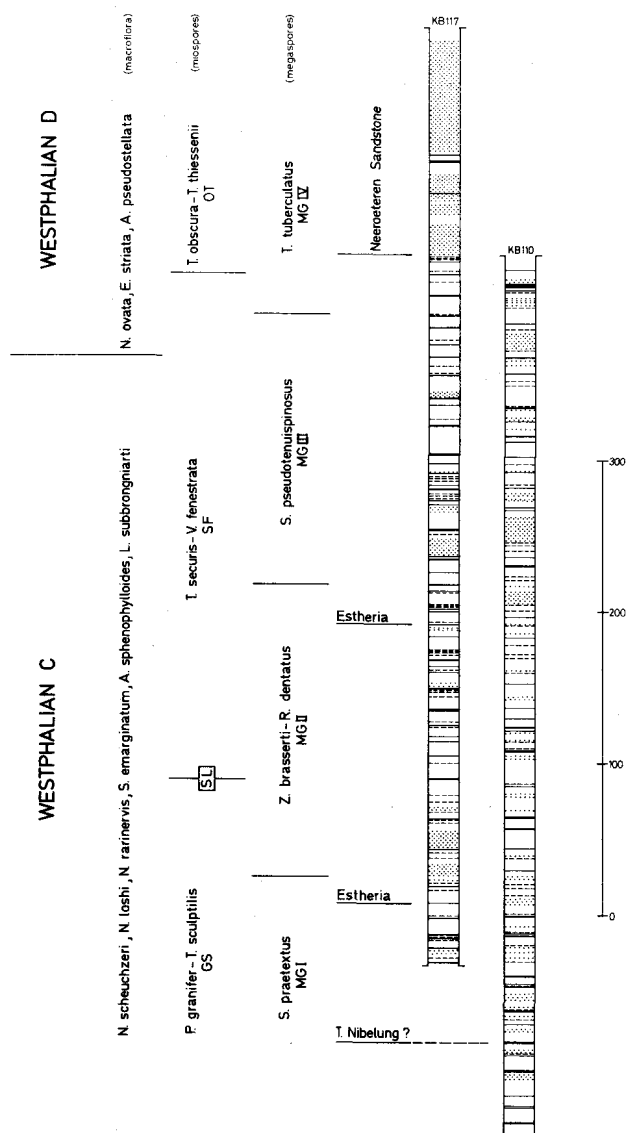 WESTPHALIAN D
WESTPHALIAN C
(macroflora)
N. ovata, E. striata, A. pseudostellata
N. scheuchzeri, N. loshi, N. rarinervis, S. emarginatum, A. sphenophylloides, L. subbrongniarti
(miospores)
T. obscura - T. thiessenii
OT
T. securis - V. fenestrata
SF
SL
P. granifer - T. sculptilis
GS
(megaspores)
T. tuberculatus
MG IV
S. pseudotenuispinosus
MG III
Z. brasserti - R. dentatus
MG II
S. praetextus
MG I
Neeroeteren Sandstone
Estheria
Estheria
T. Nibelung ?
KB117
KB110
300
200
100
0